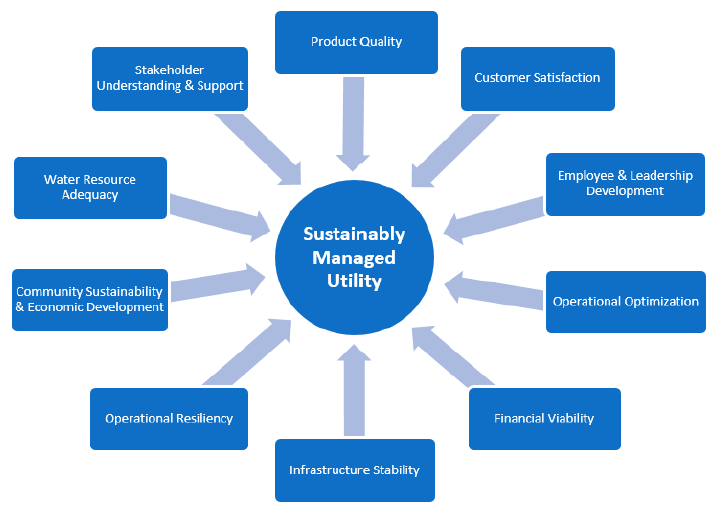 Product Quality
Stakeholder
Understanding & Support
Customer Satisfaction
Water Resource
Adequacy
Employee & Leadership
Development
Sustainably
Managed
Utility
Community Sustainability
& Economic Development
Operational Optimization
Operational Resiliency
Financial Viability
Infrastructure Stability